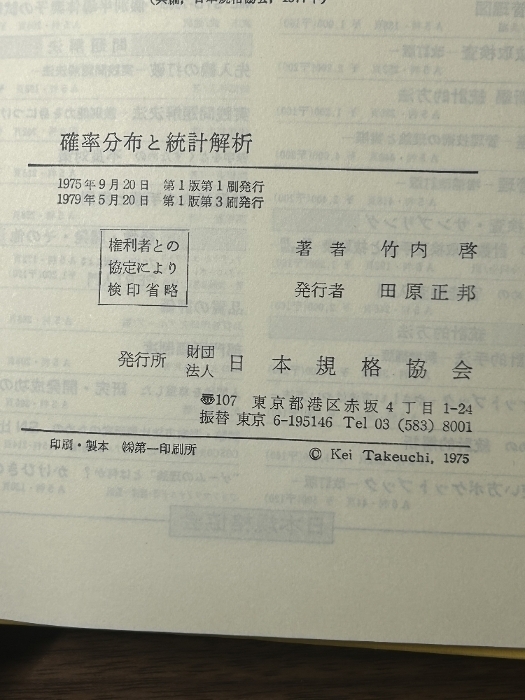 確率分布と統計解析
1975年9月20日 第1版第1刷発行
1979年5月20日 第1版第3刷発行
権利者との
協定により
検印省略
著者 竹内 啓
発行者 田原正邦
発行所 財団法人 日本規格協会
〠107 東京都港区赤坂4丁目1-24
振替 東京 6-195146 Tel 03 (583) 8001
印刷・製本 ㈱第一印刷所
© Kei Takeuchi, 1975